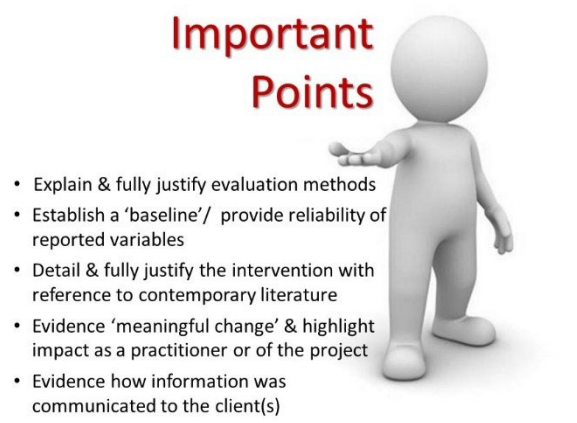 Important
Points
• Explain & fully justify evaluation methods
• Establish a ‘baseline’/ provide reliability of
reported variables
• Detail & fully justify the intervention with
reference to contemporary literature
• Evidence ‘meaningful change’ & highlight
impact as a practitioner or of the project
• Evidence how information was
communicated to the client(s)